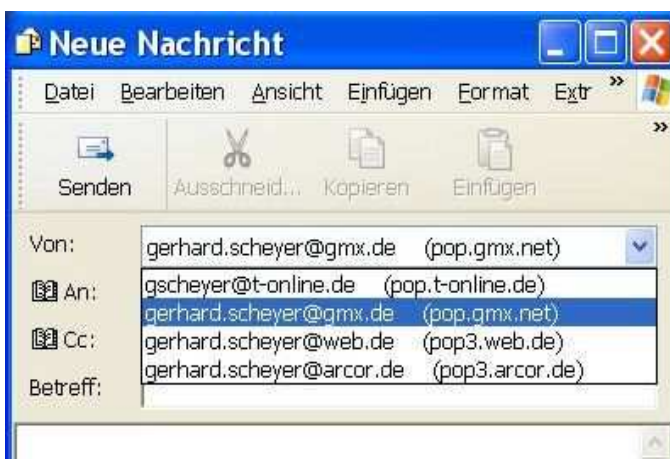 Neue Nachricht
Datei Bearbeiten Ansicht Einfügen Format Extr »
»
Senden Ausschneid... Kopieren Einfügen
Von: gerhard.scheyer@gmx.de (pop.gmx.net)
gscheyer@t-online.de (pop.t-online.de)
An:
gerhard.scheyer@gmx.de (pop.gmx.net)
Cc: gerhard.scheyer@web.de (pop3.web.de)
gerhard.scheyer@arcor.de (pop3.arcor.de)
Betreff: